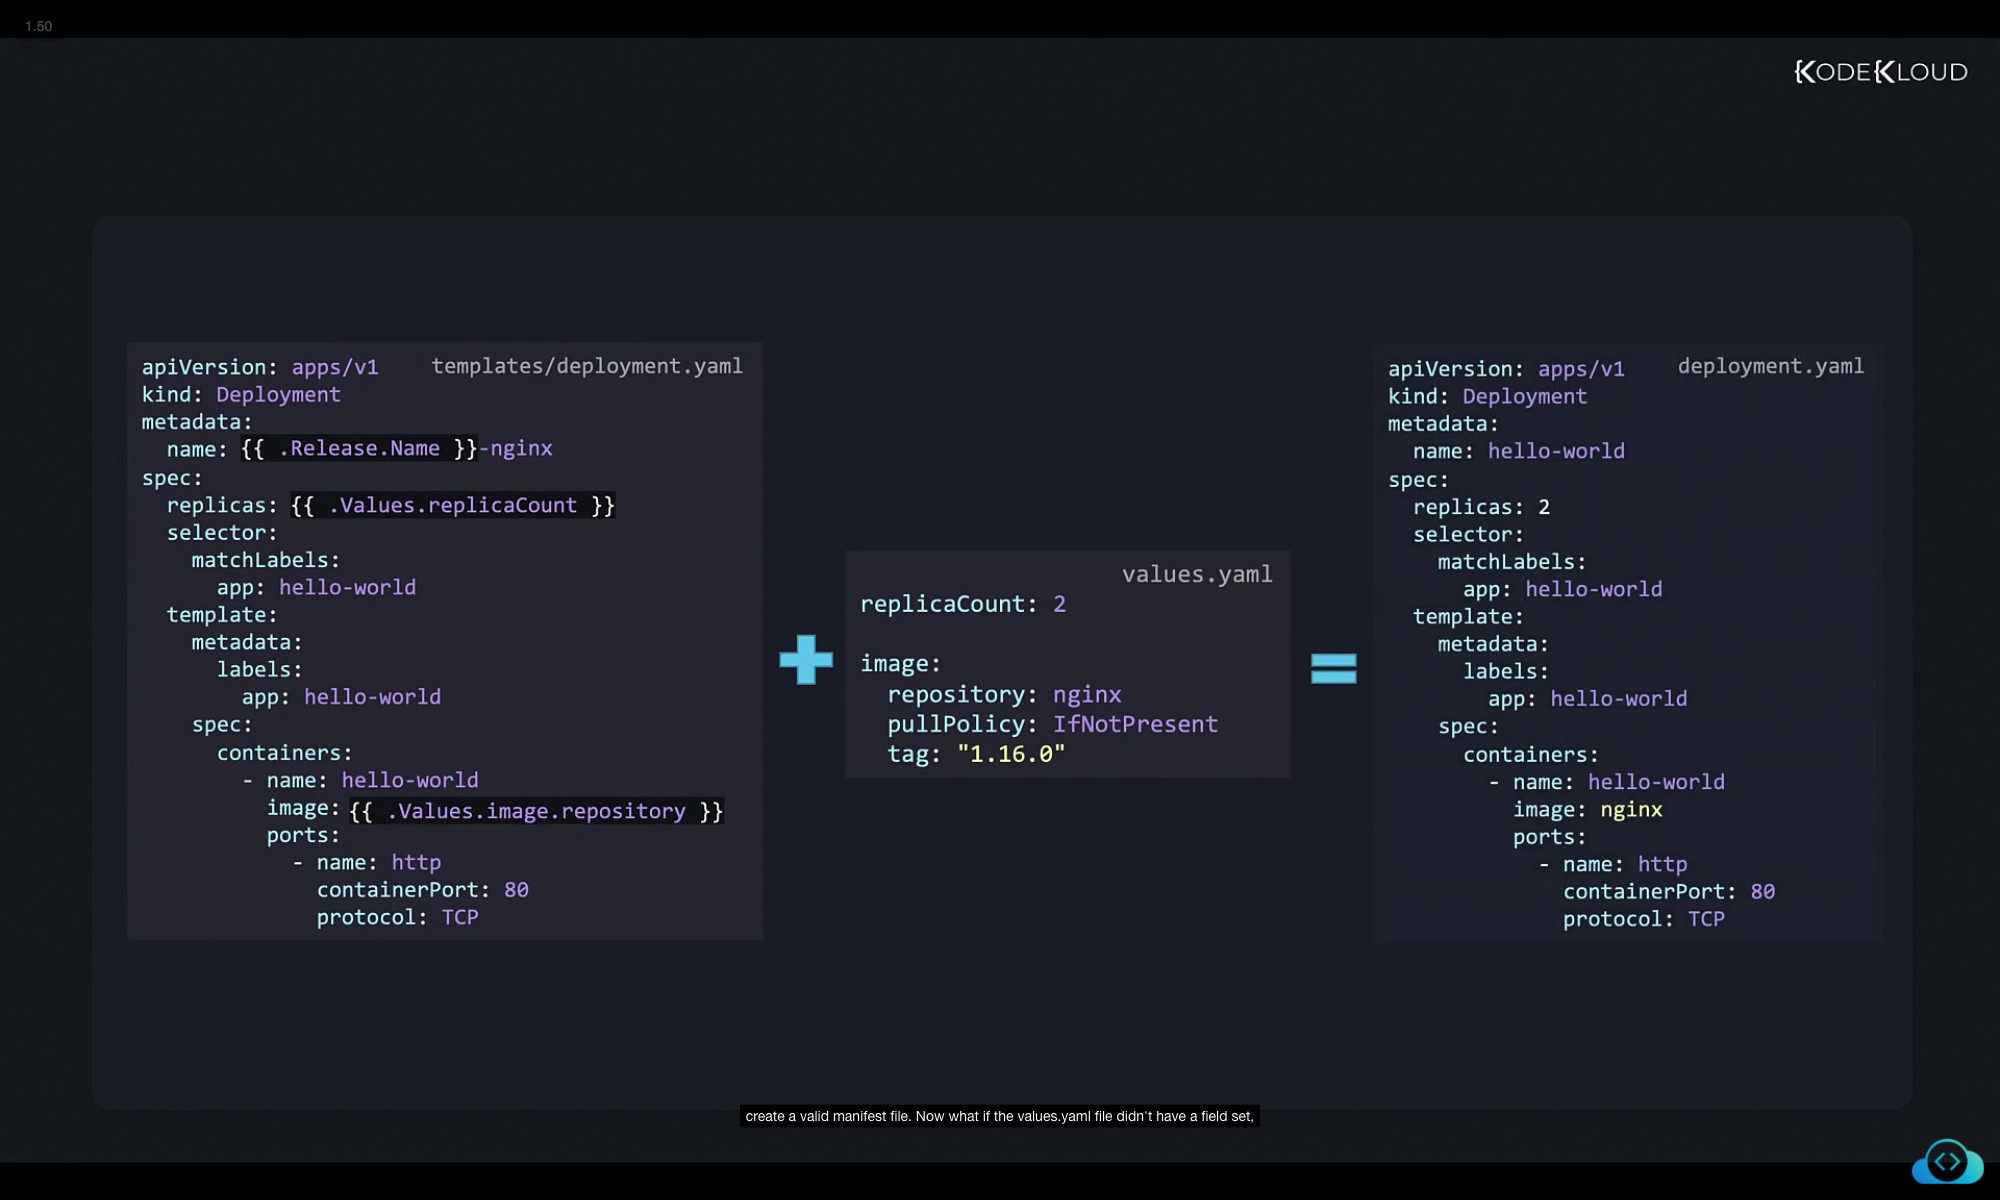 1.50
KODEKLOUD
apiVersion: apps/v1 templates/deployment.yaml
kind: Deployment
metadata:
  name: {{ .Release.Name }}-nginx
spec:
  replicas: {{ .Values.replicaCount }}
  selector:
    matchLabels:
      app: hello-world
  template:
    metadata:
      labels:
        app: hello-world
    spec:
      containers:
        - name: hello-world
          image: {{ .Values.image.repository }}
          ports:
            - name: http
              containerPort: 80
              protocol: TCP
values.yaml
replicaCount: 2
image:
  repository: nginx
  pullPolicy: IfNotPresent
  tag: "1.16.0"
apiVersion: apps/v1 deployment.yaml
kind: Deployment
metadata:
  name: hello-world
spec:
  replicas: 2
  selector:
    matchLabels:
      app: hello-world
  template:
    metadata:
      labels:
        app: hello-world
    spec:
      containers:
        - name: hello-world
          image: nginx
          ports:
            - name: http
              containerPort: 80
              protocol: TCP
create a valid manifest file. Now what if the values.yaml file didn't have a field set,